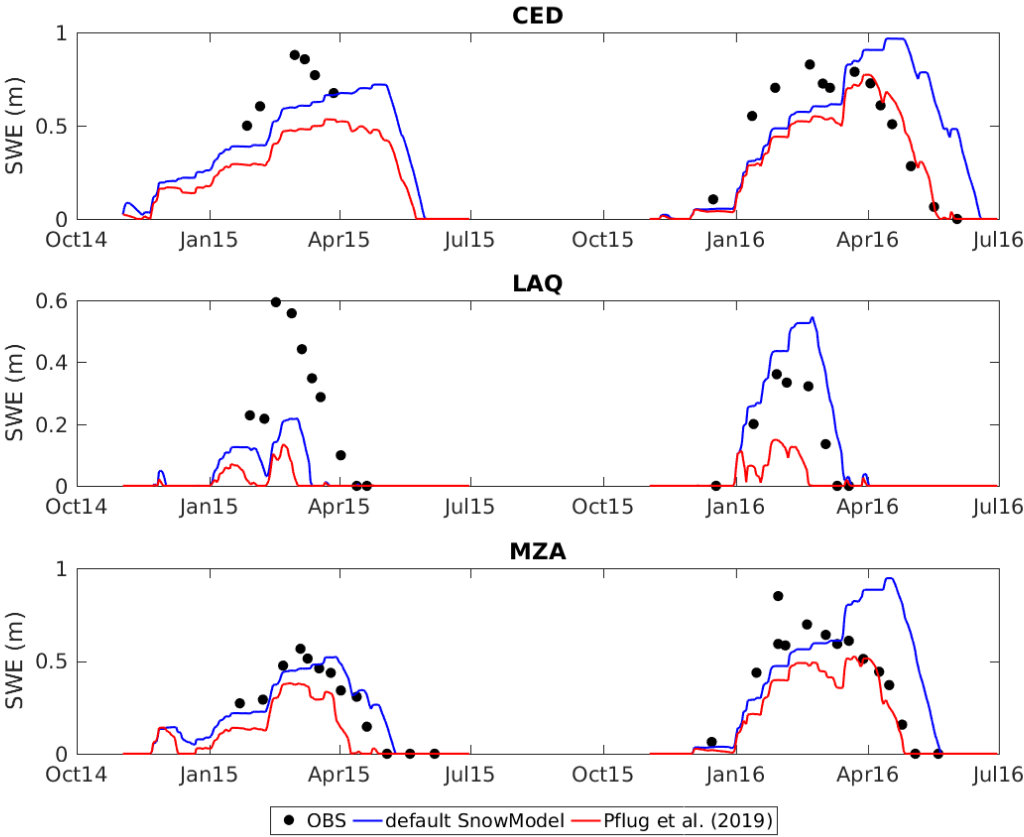 CED
1
0.5
0
SWE (m)
Oct14 Jan15 Apr15 Jul15 Oct15 Jan16 Apr16 Jul16
LAQ
0.6
0.4
0.2
0
SWE (m)
Oct14 Jan15 Apr15 Jul15 Oct15 Jan16 Apr16 Jul16
MZA
1
0.5
0
SWE (m)
Oct14 Jan15 Apr15 Jul15 Oct15 Jan16 Apr16 Jul16
OBS default SnowModel Pflug et al. (2019)